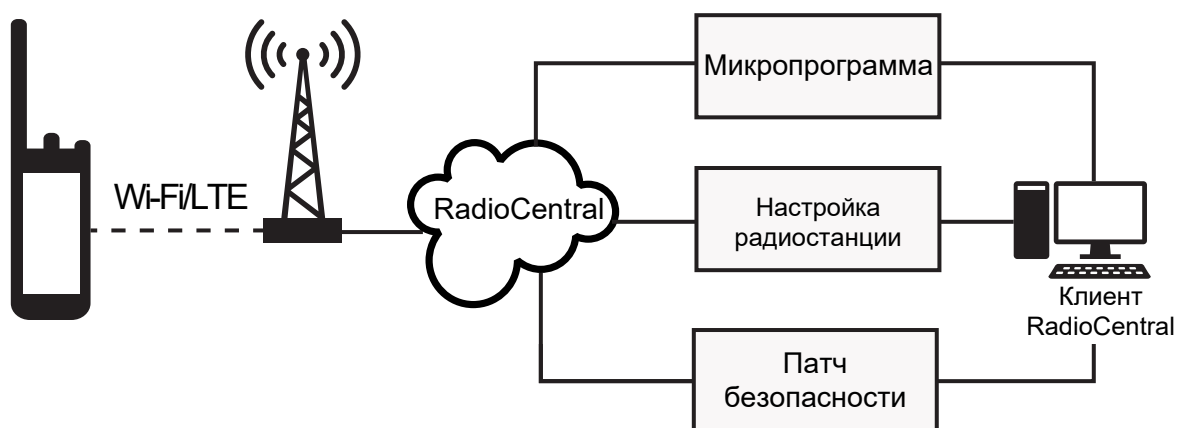 Микропрограмма
Wi-Fi/LTE
RadioCentral
Настройка
радиостанции
Клиент
RadioCentral
Патч
безопасности